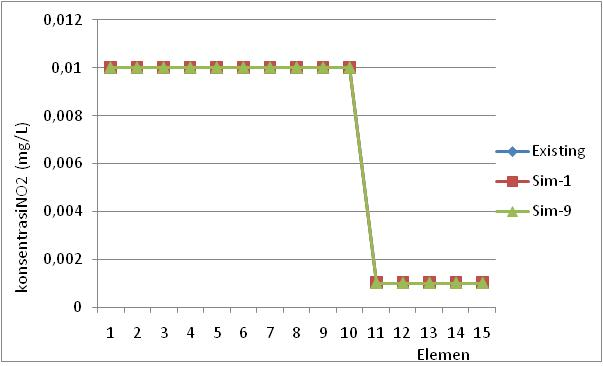 0,012
0,01
0,008
0,006
0,004
0,002
0
konsentrasiNO2 (mg/L)
1 2 3 4 5 6 7 8 9 10 11 12 13 14 15
Elemen
Existing
Sim-1
Sim-9